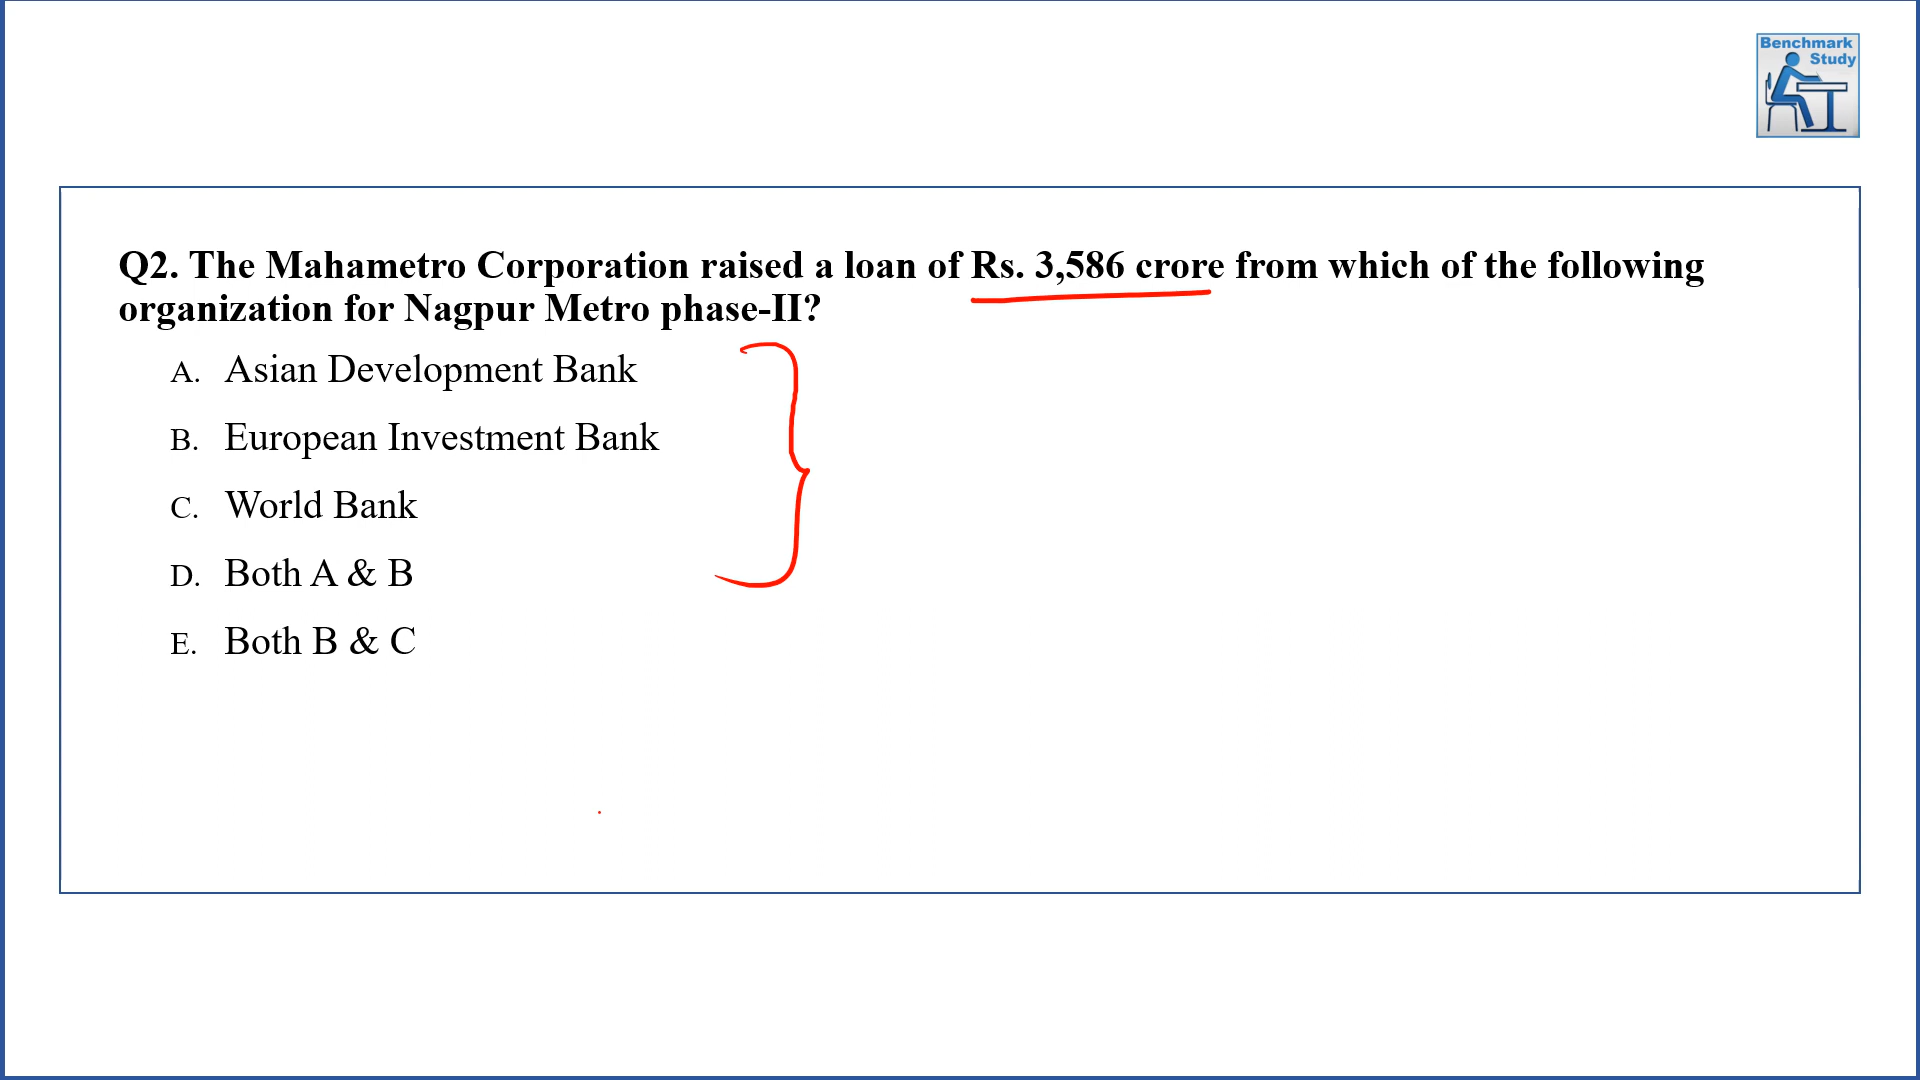 Benchmark
Study
Q2. The Mahametro Corporation raised a loan of Rs. 3,586 crore from which of the following
organization for Nagpur Metro phase-II?
A. Asian Development Bank
B. European Investment Bank
C. World Bank
D. Both A & B
E. Both B & C